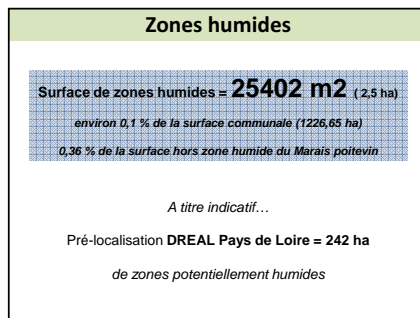 Zones humides
Surface de zones humides = 25402 m2 ( 2,5 ha)
environ 0,1 % de la surface communale (1226,65 ha)
0,36 % de la surface hors zone humide du Marais poitevin
A titre indicatif…
Pré-localisation DREAL Pays de Loire = 242 ha
de zones potentiellement humides